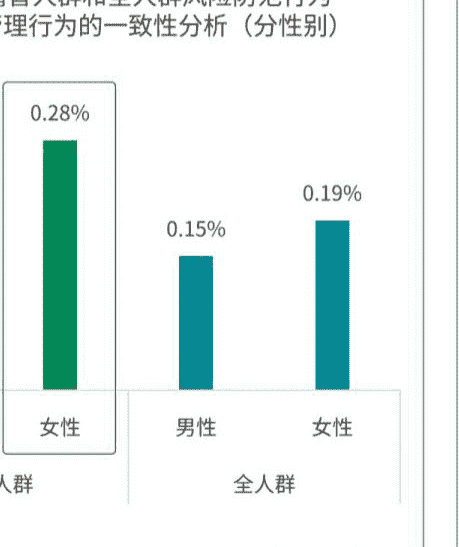 理行为的一致性分析（分性别）
0.28%
0.19%
0.15%
女性
男性
女性
人群
全人群